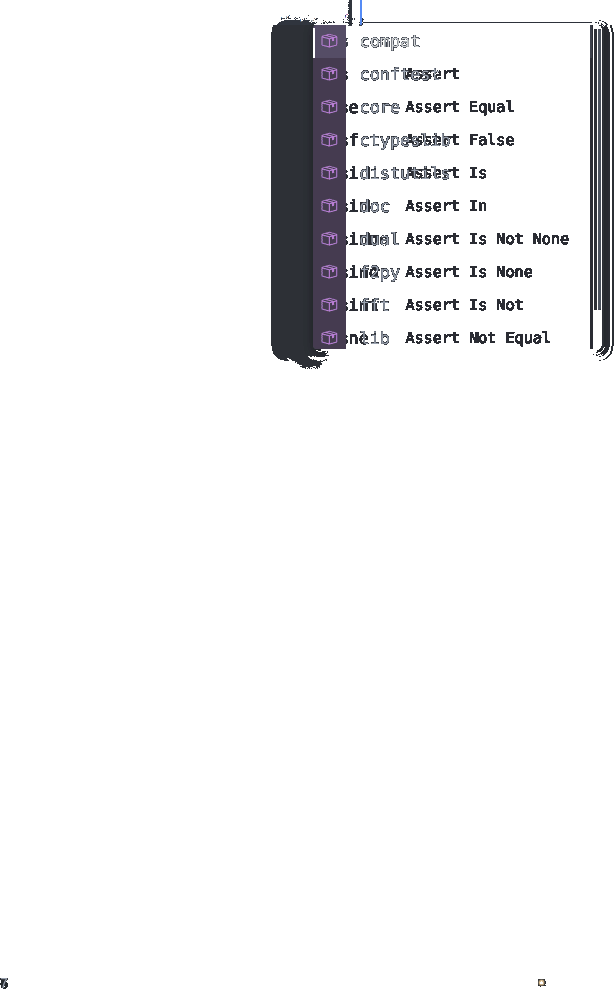 compat
conftest Assert
core Assert Equal
ctypeslib Assert False
distutils Assert Is
doc Assert In
dual Assert Is Not None
f2py Assert Is None
fft Assert Is Not
lib Assert Not Equal